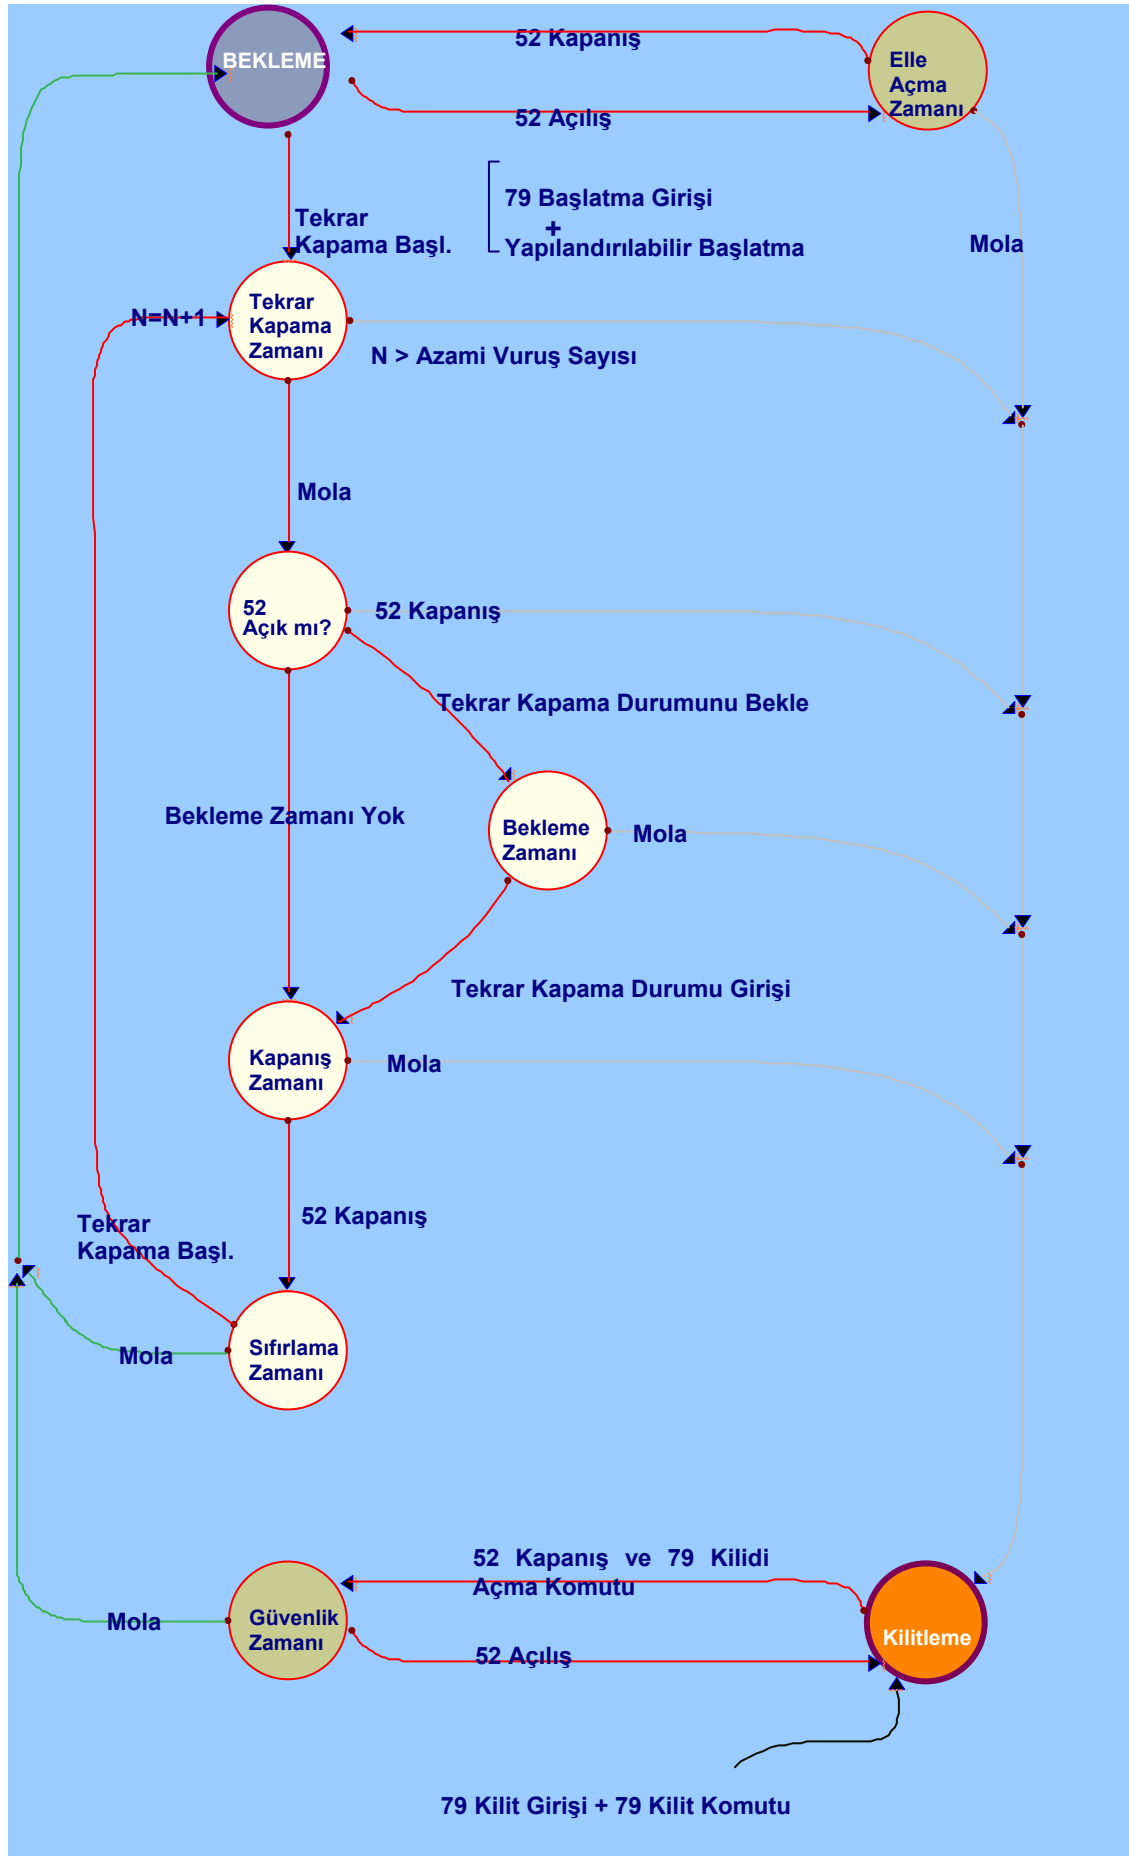 52 Kapanış
BEKLEME
Elle
Açma
Zamanı
52 Açılış
79 Başlatma Girişi
+
Yapılandırılabilir Başlatma
Tekrar
Kapama Başl.
Mola
Tekrar
Kapama
Zamanı
N=N+1
N > Azami Vuruş Sayısı
Mola
52
Açık mı?
52 Kapanış
Tekrar Kapama Durumunu Bekle
Bekleme Zamanı Yok
Bekleme
Zamanı
Mola
Tekrar Kapama Durumu Girişi
Kapanış
Zamanı
Mola
52 Kapanış
Tekrar
Kapama Başl.
Sıfırlama
Zamanı
Mola
52 Kapanış ve 79 Kilidi
Açma Komutu
Mola
Güvenlik
Zamanı
Kilitleme
52 Açılış
79 Kilit Girişi + 79 Kilit Komutu